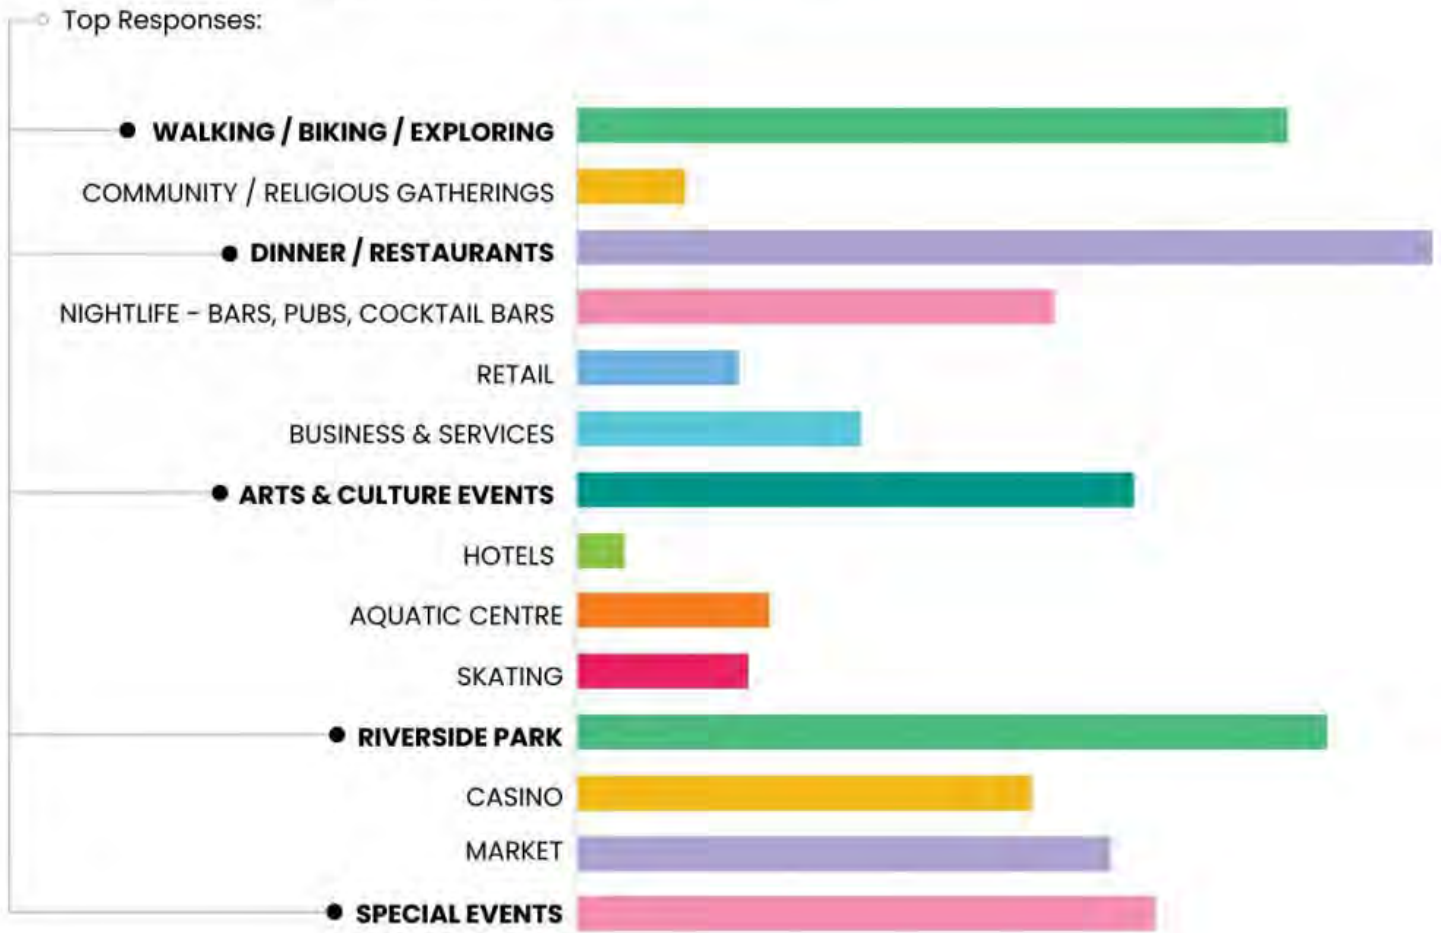 Top Responses:
WALKING / BIKING / EXPLORING
COMMUNITY / RELIGIOUS GATHERINGS
DINNER / RESTAURANTS
NIGHTLIFE - BARS, PUBS, COCKTAIL BARS
RETAIL
BUSINESS & SERVICES
ARTS & CULTURE EVENTS
HOTELS
AQUATIC CENTRE
SKATING
RIVERSIDE PARK
CASINO
MARKET
SPECIAL EVENTS